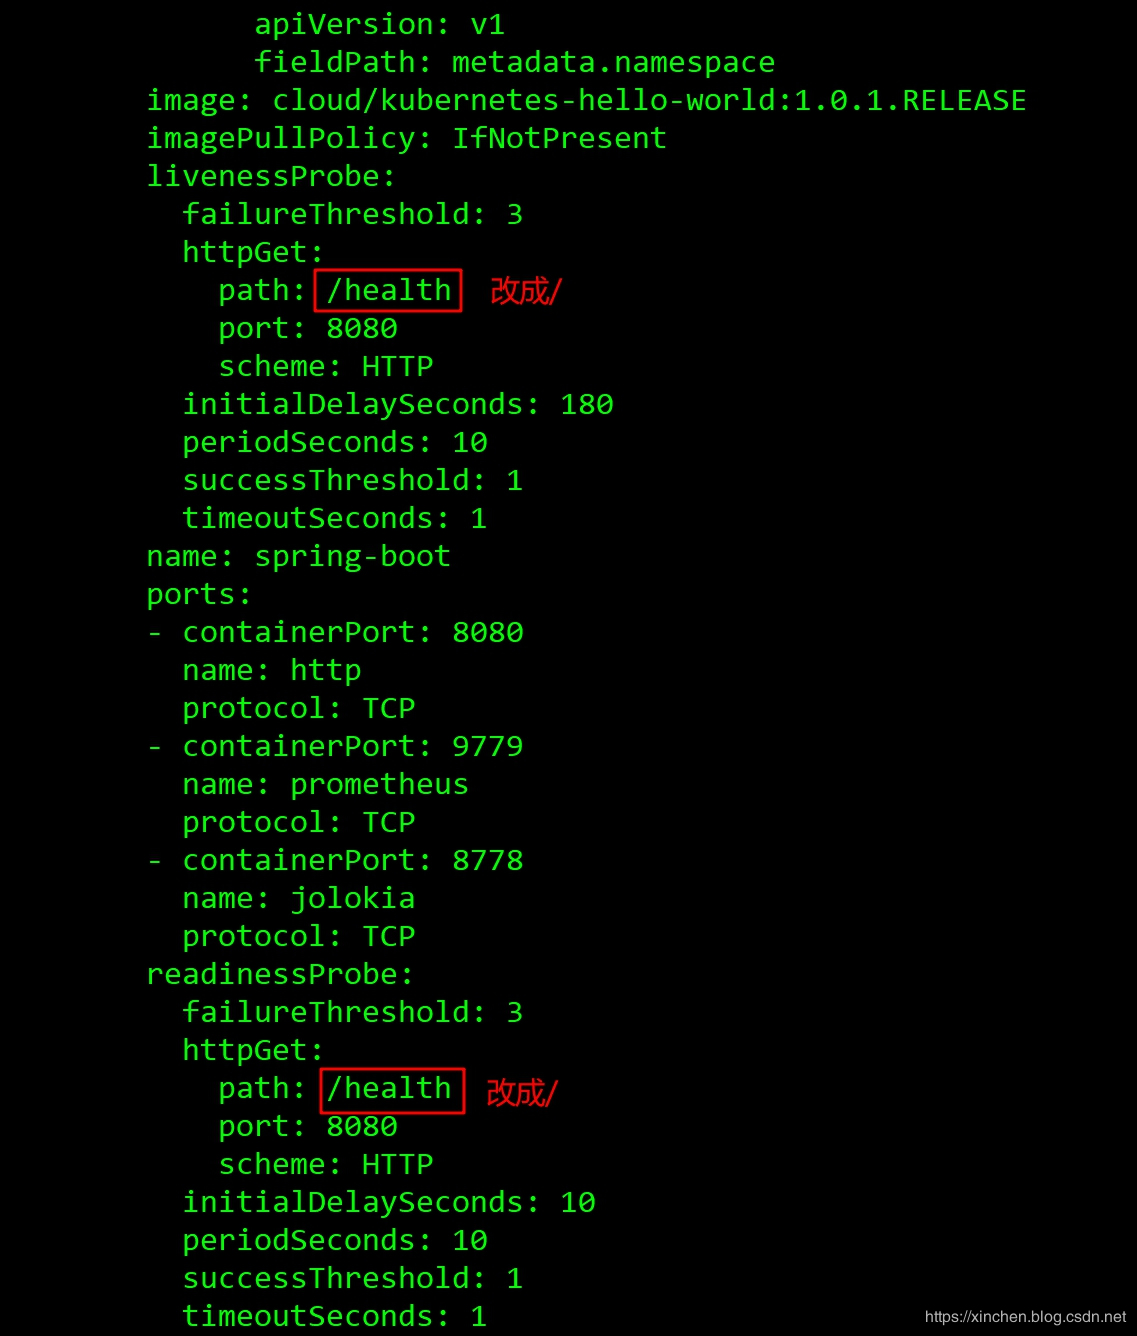 apiVersion: v1
fieldPath: metadata.namespace
image: cloud/kubernetes-hello-world:1.0.1.RELEASE
imagePullPolicy: IfNotPresent
livenessProbe:
failureThreshold: 3
httpGet:
path: /health 改成/
port: 8080
scheme: HTTP
initialDelaySeconds: 180
periodSeconds: 10
successThreshold: 1
timeoutSeconds: 1
name: spring-boot
ports:
- containerPort: 8080
name: http
protocol: TCP
- containerPort: 9779
name: prometheus
protocol: TCP
- containerPort: 8778
name: jolokia
protocol: TCP
readinessProbe:
failureThreshold: 3
httpGet:
path: /health 改成/
port: 8080
scheme: HTTP
initialDelaySeconds: 10
periodSeconds: 10
successThreshold: 1
timeoutSeconds: 1
https://xinchen.blog.csdn.net